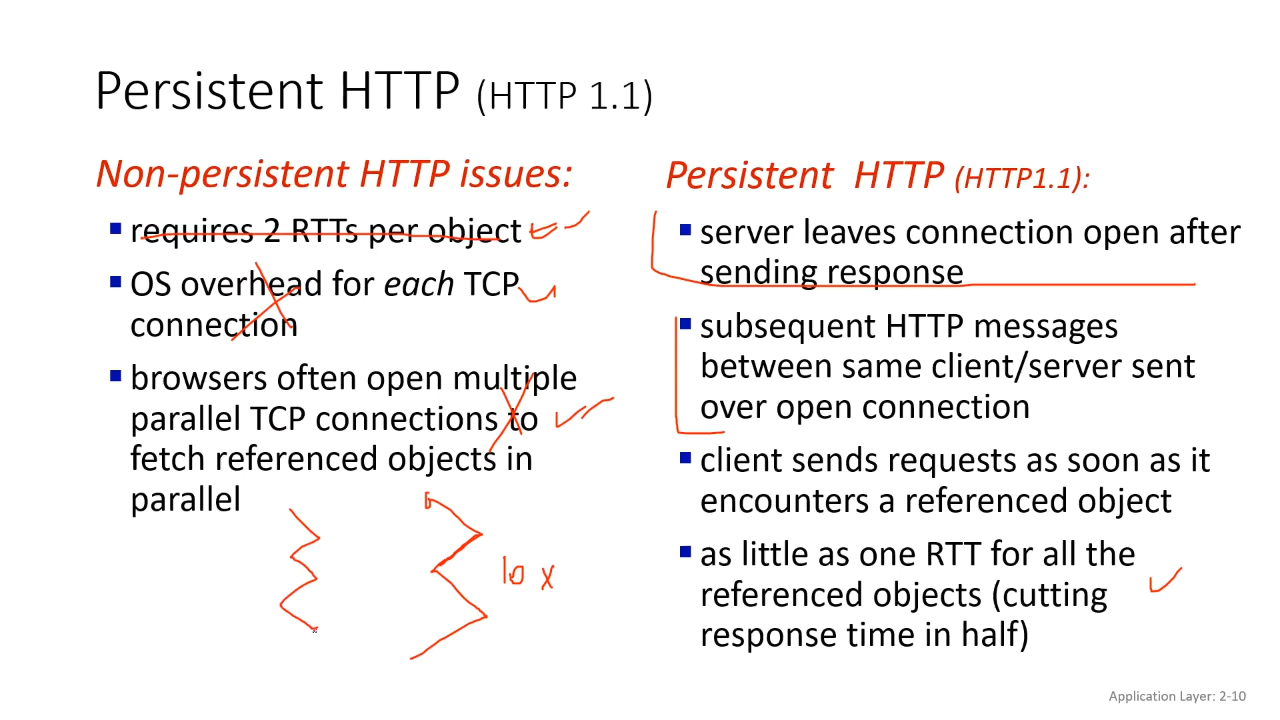 Persistent HTTP (HTTP 1.1)
Non-persistent HTTP issues:
▪ requires 2 RTTs per object
▪ OS overhead for each TCP
connection
▪ browsers often open multiple
parallel TCP connections to
fetch referenced objects in
parallel
10 x
Persistent HTTP (HTTP1.1):
▪ server leaves connection open after
sending response
▪ subsequent HTTP messages
between same client/server sent
over open connection
▪ client sends requests as soon as it
encounters a referenced object
▪ as little as one RTT for all the
referenced objects (cutting
response time in half)
Application Layer: 2-10